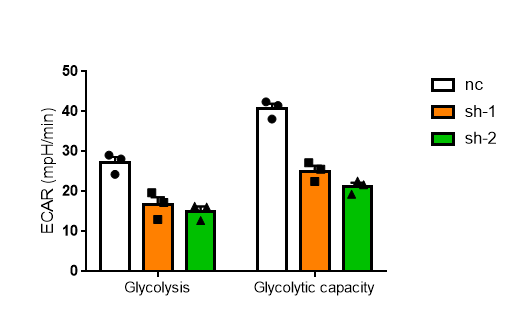 ECAR (mpH/min)
50
40
30
20
10
0
Glycolysis
Glycolytic capacity
nc
sh-1
sh-2